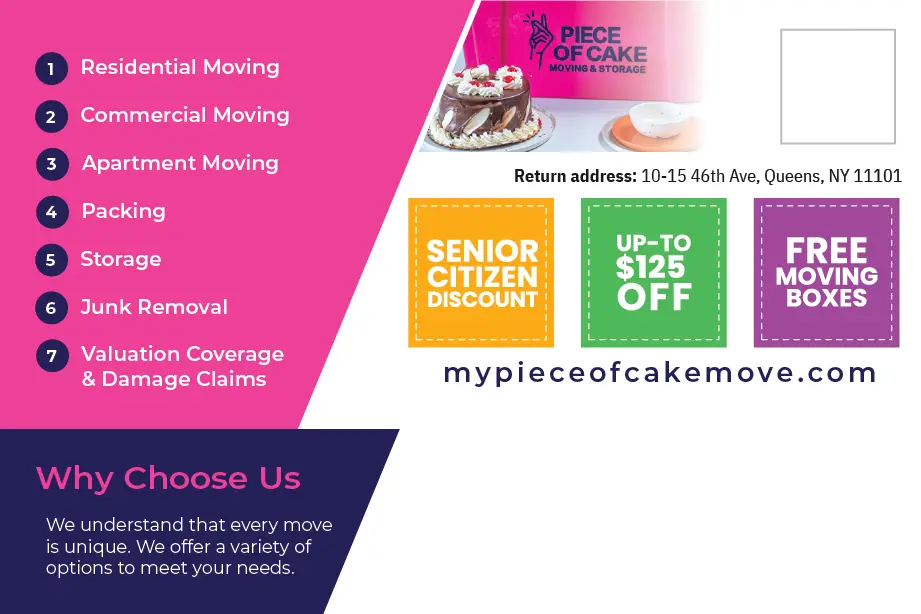 1 Residential Moving
2 Commercial Moving
3 Apartment Moving
4 Packing
5 Storage
6 Junk Removal
7 Valuation Coverage
& Damage Claims
Why Choose Us
We understand that every move
is unique. We offer a variety of
options to meet your needs.
PIECE
OF CAKE
MOVING & STORAGE
Return address: 10-15 46th Ave, Queens, NY 11101
SENIOR
CITIZEN
DISCOUNT
UP-TO
$125
OFF
FREE
MOVING
BOXES
mypieceofcakemove.com